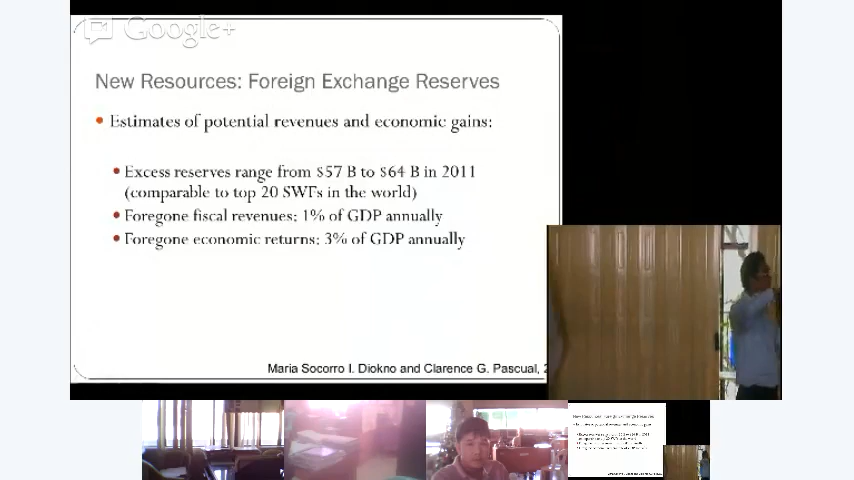 Google+
New Resources: Foreign Exchange Reserves
Estimates of potential revenues and economic gains:
Excess reserves range from $57 B to $64 B in 2011
(comparable to top 20 SWFs in the world)
Foregone fiscal revenues: 1% of GDP annually
Foregone economic returns: 3% of GDP annually
Maria Socorro I. Diokno and Clarence G. Pascual, 2